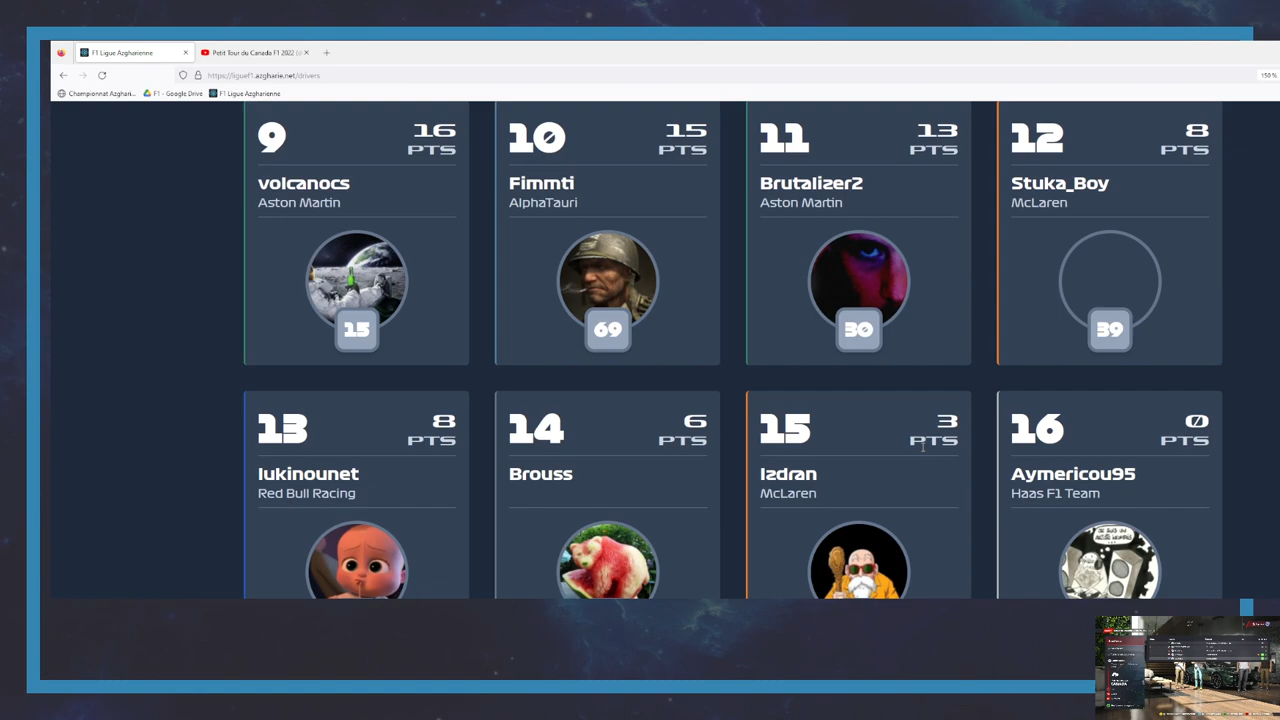 F1 Ligue Azgharienne
Petit Tour du Canada F1 2022 (
https://liguef1.azgharie.net/drivers
150 %
Championnat Azghari...
F1 - Google Drive
F1 Ligue Azgharienne
9
16
PTS
volcanocs
Aston Martin
15
10
15
PTS
Fimmti
AlphaTauri
69
11
13
PTS
Brutalizer2
Aston Martin
30
12
8
PTS
Stuka_Boy
McLaren
39
13
8
PTS
lukinounet
Red Bull Racing
14
6
PTS
Brouss
15
3
PTS
Izdran
McLaren
16
0
PTS
Aymericou95
Haas F1 Team
CANADA